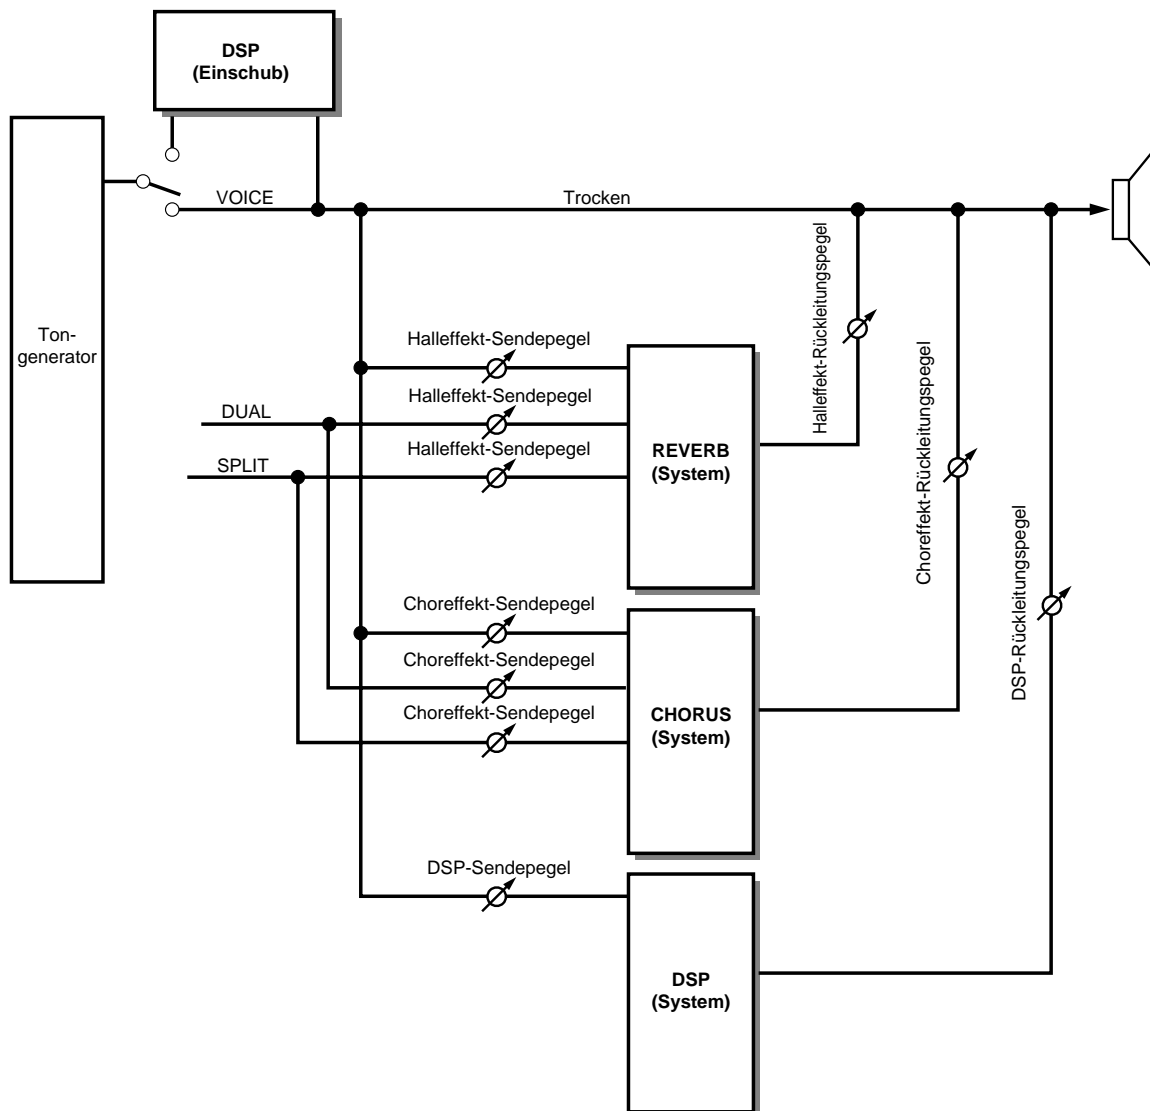 DSP
(Einschub)
VOICE
Trocken
Ton-
generator
Halleffekt-Sendepegel
DUAL
Halleffekt-Sendepegel
SPLIT
Halleffekt-Sendepegel
REVERB
(System)
Halleffekt-Rückleitungspegel
Choreffekt-Rückleitungspegel
DSP-Rückleitungspegel
Choreffekt-Sendepegel
Choreffekt-Sendepegel
Choreffekt-Sendepegel
CHORUS
(System)
DSP-Sendepegel
DSP
(System)